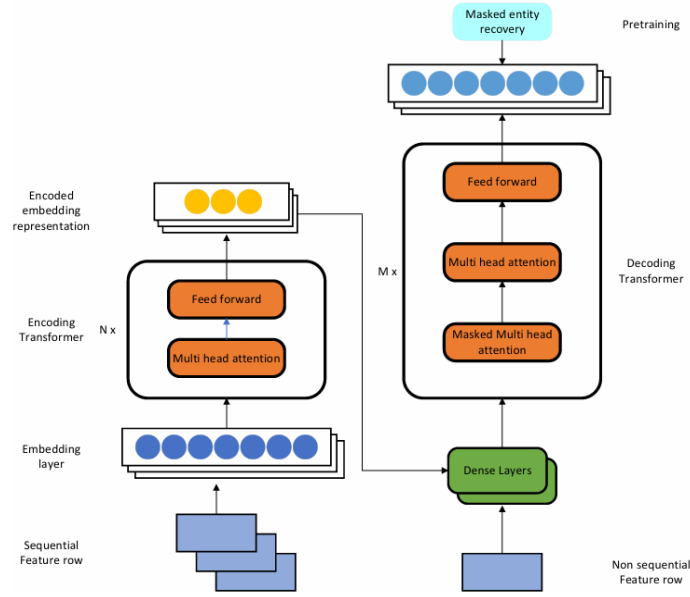 Masked entity
recovery
Pretraining
Feed forward
Encoded
embedding
representation
Multi head attention
M x
Decoding
Transformer
Feed forward
Encoding
Transformer
N x
Multi head attention
Masked Multi head
attention
Embedding
layer
Dense Layers
Sequential
Feature row
Non sequential
Feature row